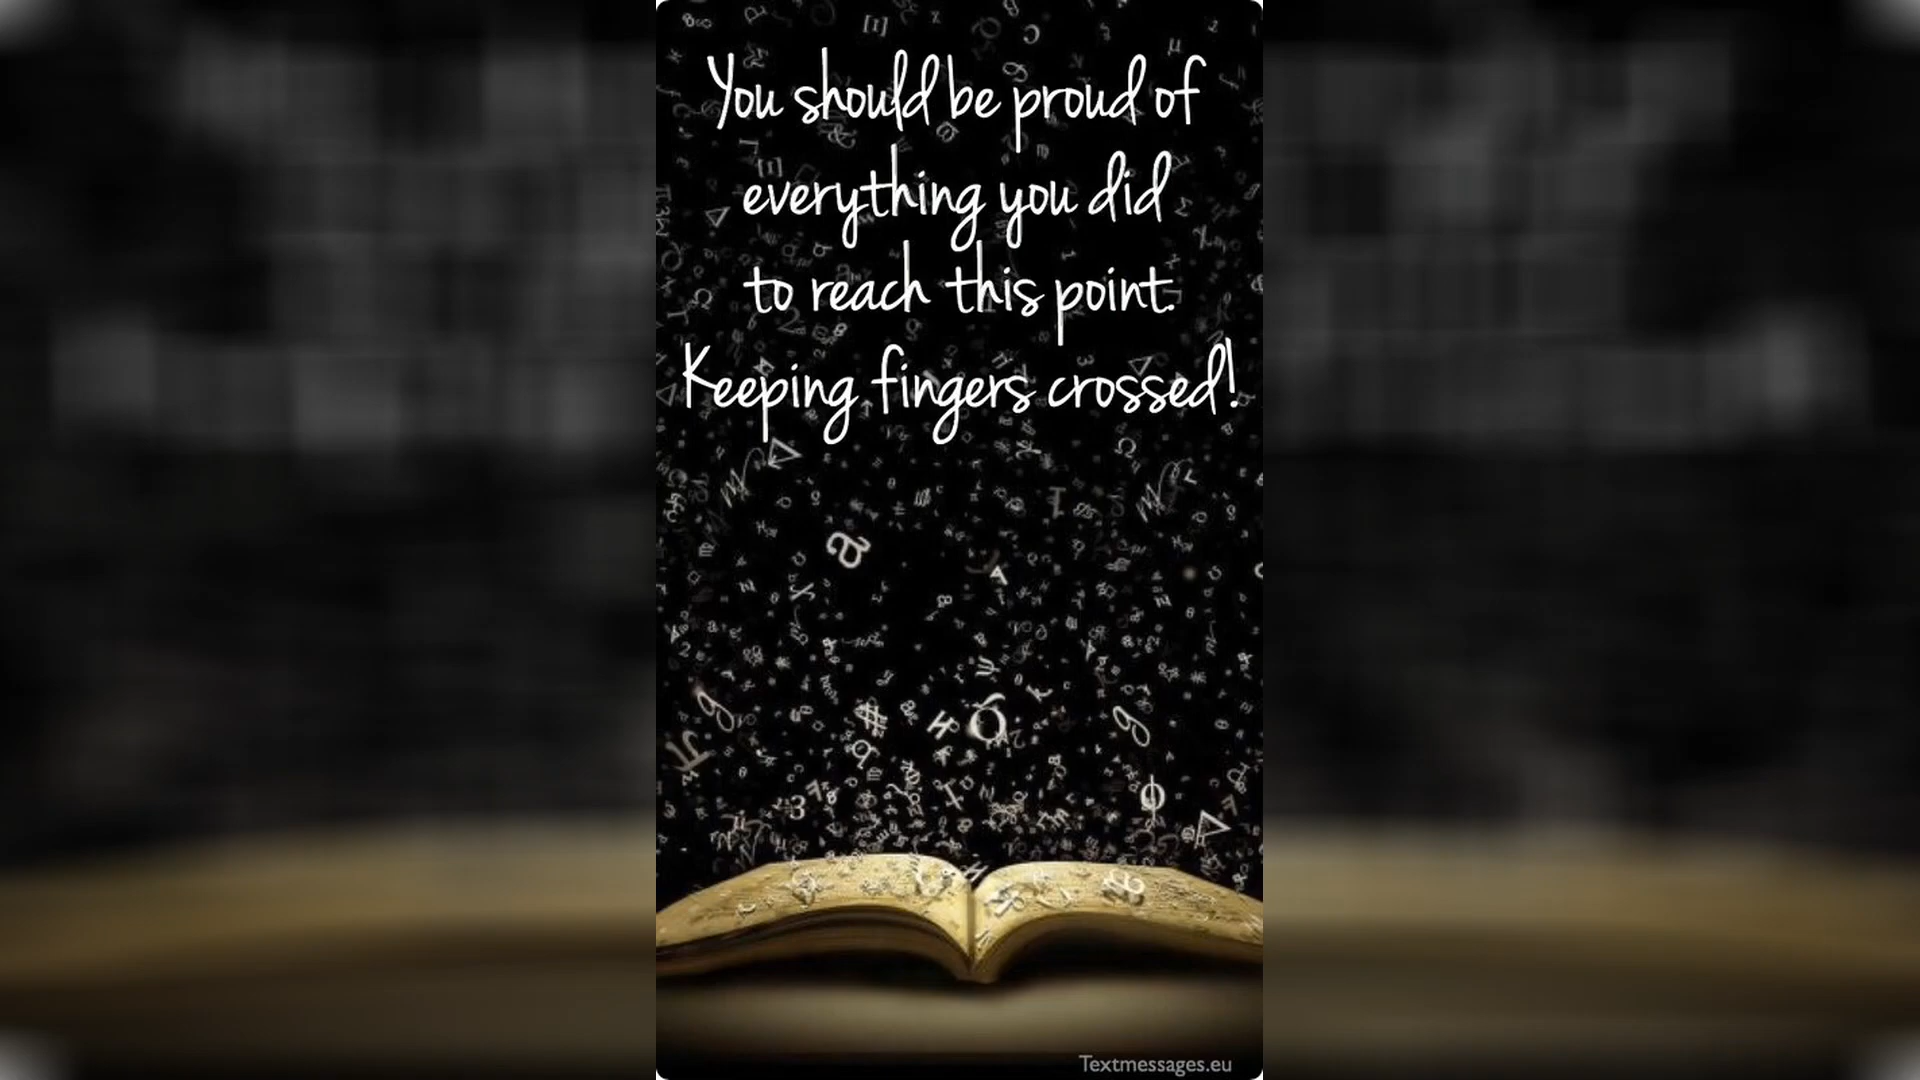 You should be proud of
everything you did
to reach this point.
Keeping fingers crossed!
Textmessages.eu